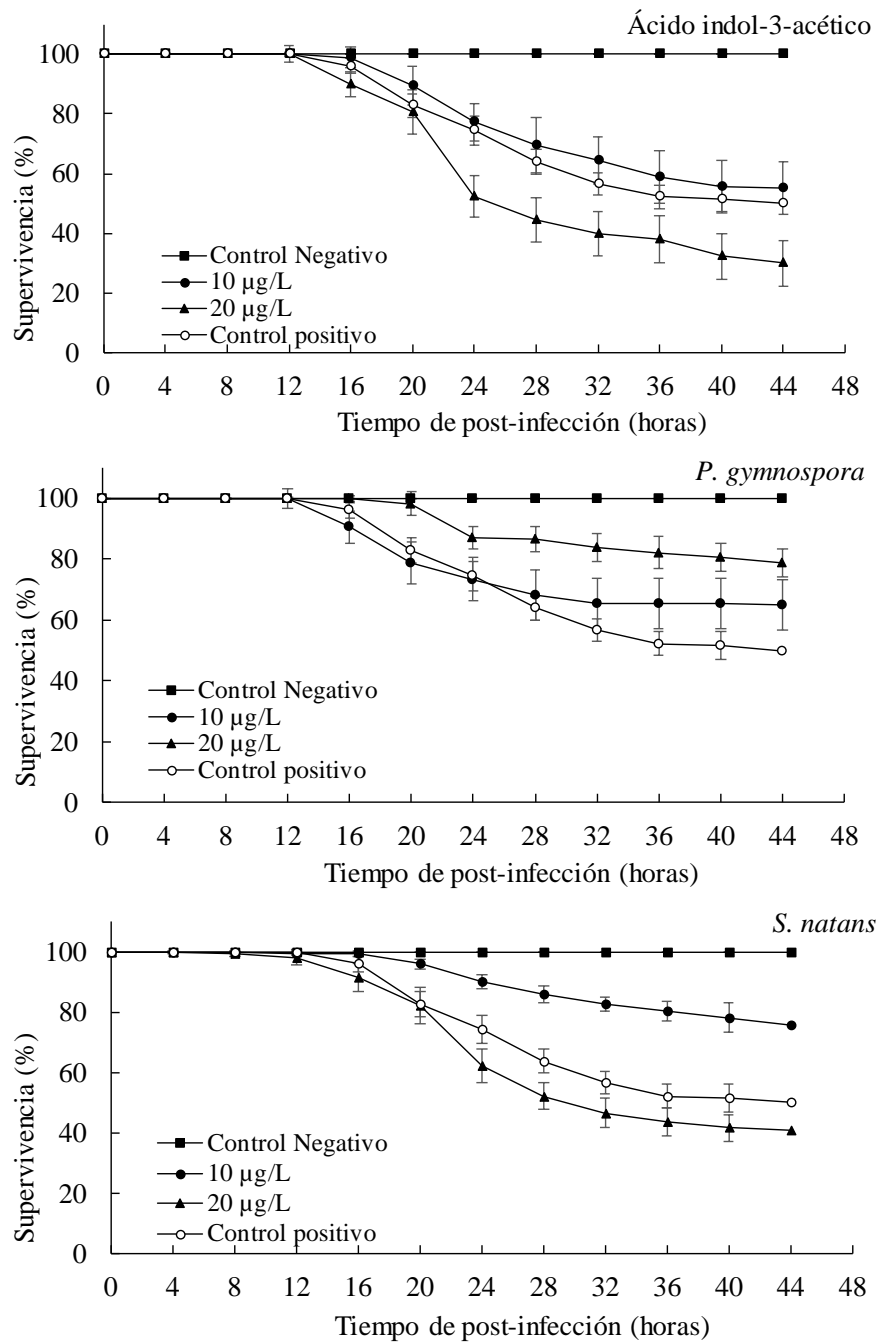 Ácido indol-3-acético
100
80
60
40
20
0
Supervivencia (%)
Control Negativo
10 µg/L
20 µg/L
Control positivo
0 4 8 12 16 20 24 28 32 36 40 44 48
Tiempo de post-infección (horas)
P. gymnospora
100
80
60
40
20
0
Supervivencia (%)
Control Negativo
10 µg/L
20 µg/L
Control positivo
0 4 8 12 16 20 24 28 32 36 40 44 48
Tiempo de post-infección (horas)
S. natans
100
80
60
40
20
0
Supervivencia (%)
Control Negativo
10 µg/L
20 µg/L
Control positivo
0 4 8 12 16 20 24 28 32 36 40 44 48
Tiempo de post-infección (horas)